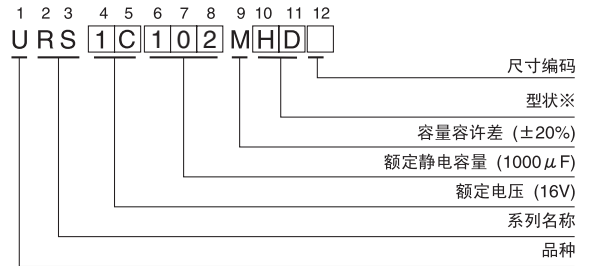 1 2 3 4 5 6 7 8 9 10 11 12
U R S 1 C 1 0 2 M H D
尺寸编码
型状※
容量容许差 (±20%)
额定静电容量 (1000μF)
额定电压 (16V)
系列名称
品种